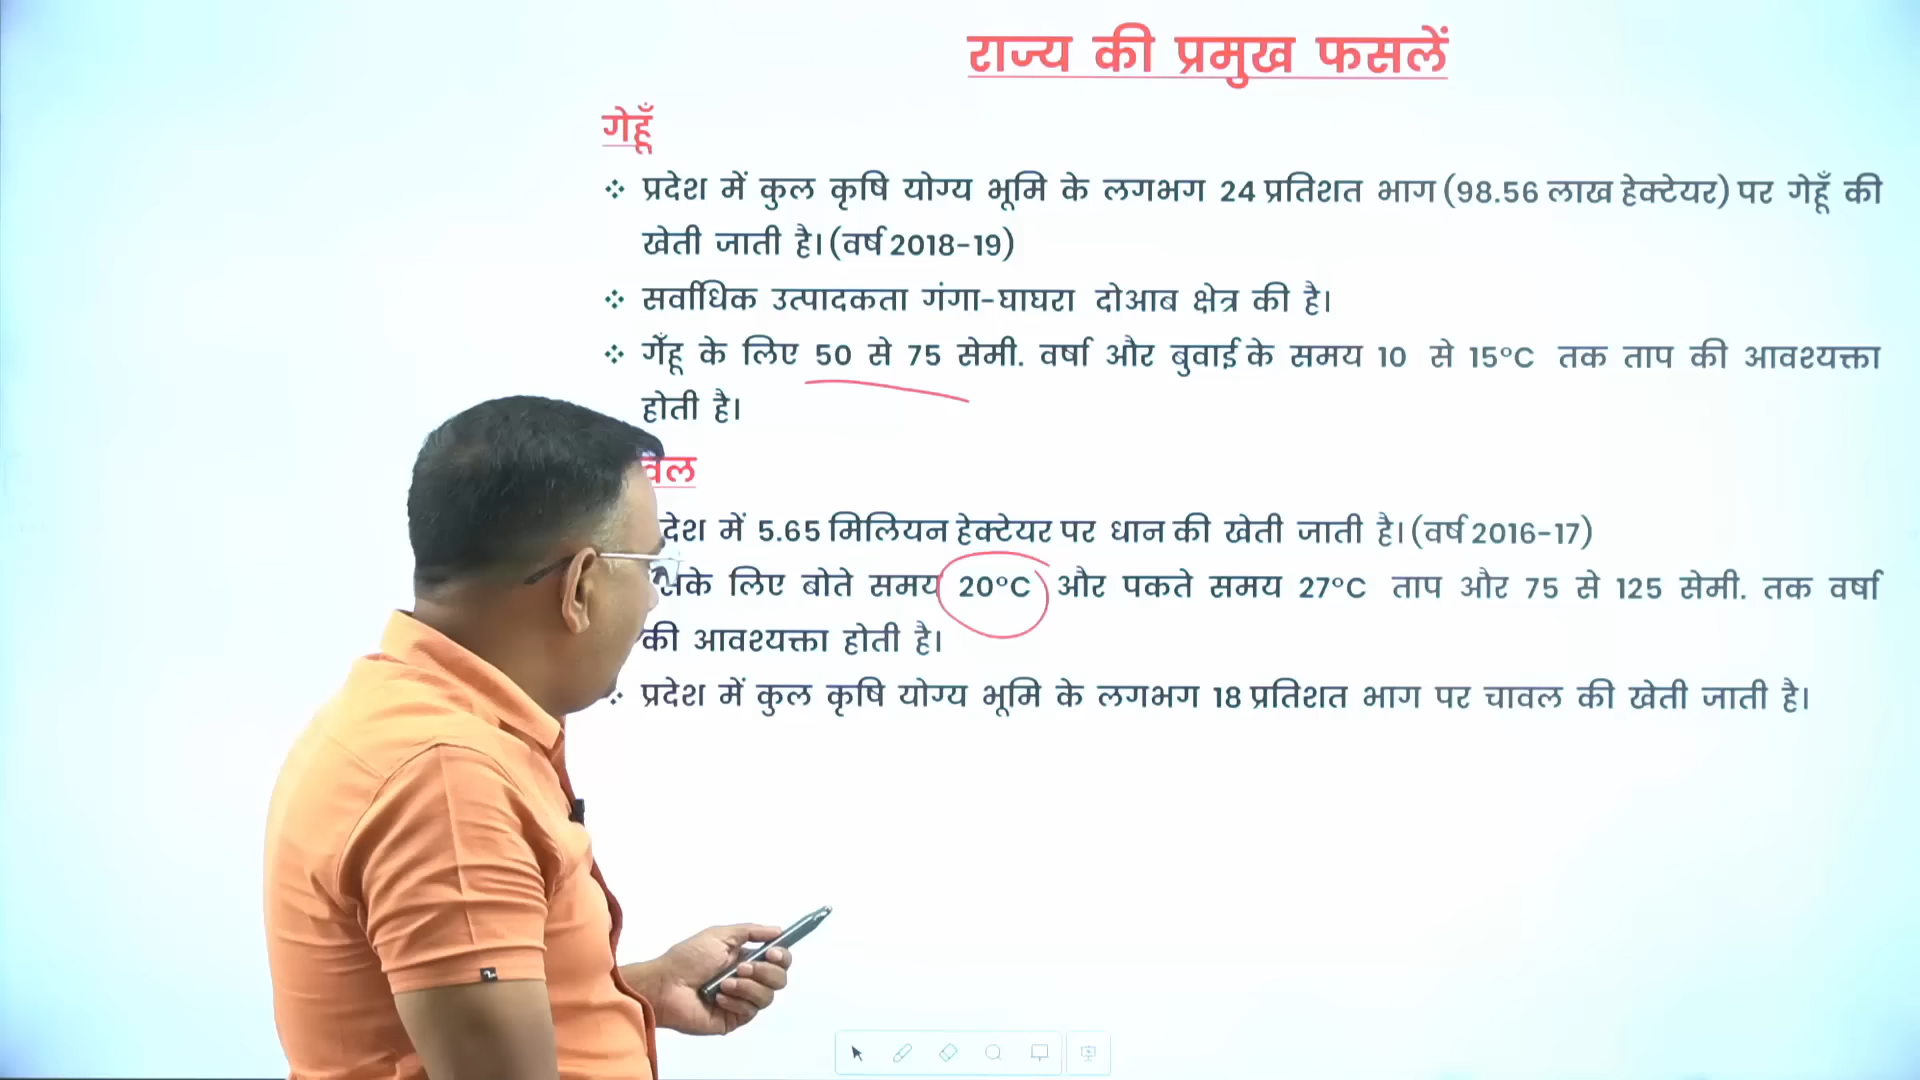 राज्य की प्रमुख फसलें
गेहूँ
❖ प्रदेश में कुल कृषि योग्य भूमि के लगभग 24 प्रतिशत भाग (98.56 लाख हेक्टेयर) पर गेहूँ की
खेती जाती है। (वर्ष 2018-19)
❖ सर्वाधिक उत्पादकता गंगा-घाघरा दोआब क्षेत्र की है।
❖ गेँहू के लिए 50 से 75 सेमी. वर्षा और बुवाई के समय 10 से 15°C तक ताप की आवश्यक्ता
होती है।
वल
देश में 5.65 मिलियन हेक्टेयर पर धान की खेती जाती है। (वर्ष 2016-17)
के लिए बोते समय 20°C और पकते समय 27°C ताप और 75 से 125 सेमी. तक वर्षा
की आवश्यक्ता होती है।
प्रदेश में कुल कृषि योग्य भूमि के लगभग 18 प्रतिशत भाग पर चावल की खेती जाती है।